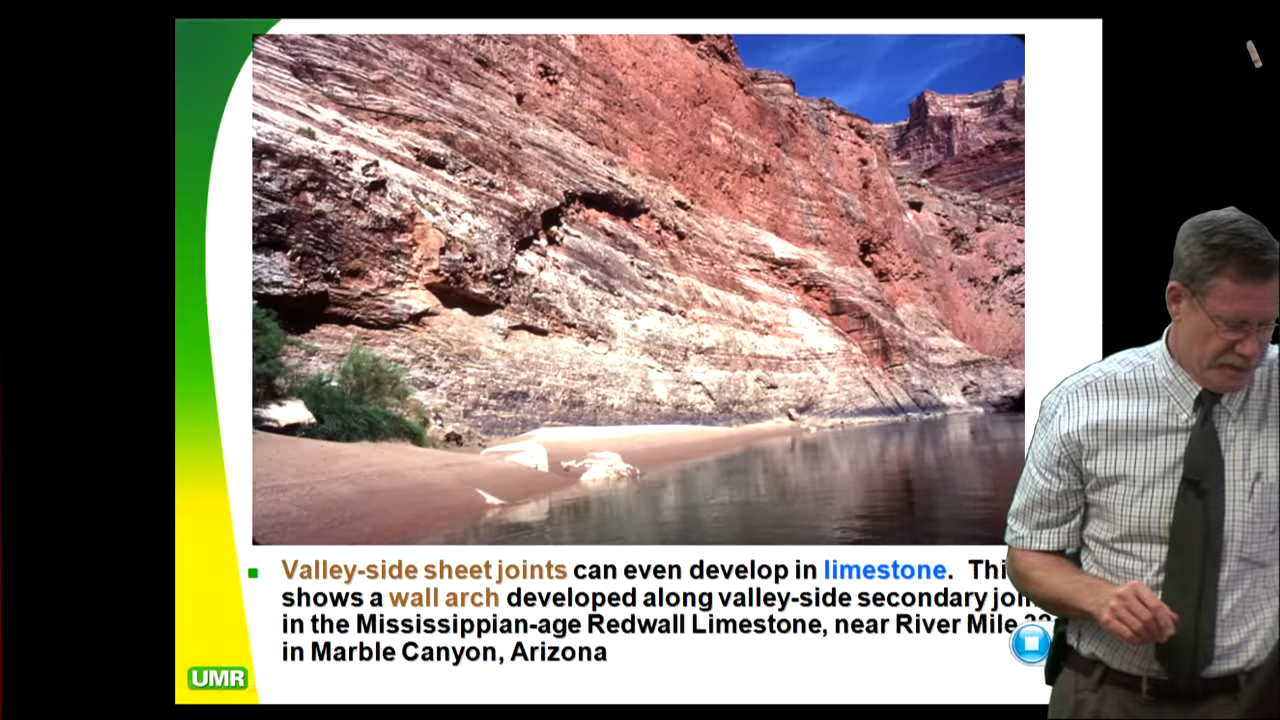 Valley-side sheet joints can even develop in limestone. Thi
shows a wall arch developed along valley-side secondary join
in the Mississippian-age Redwall Limestone, near River Mile
in Marble Canyon, Arizona
UMR